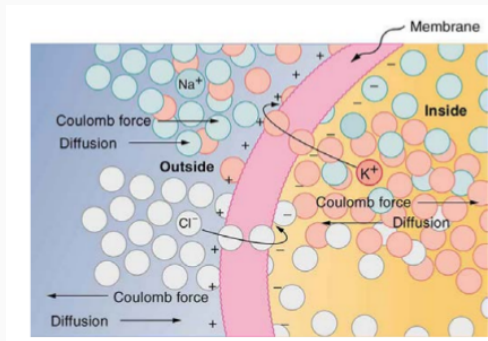 Membrane
Na⁺
Inside
Coulomb force
Diffusion
Outside
K⁺
Coulomb force
Cl⁻
Diffusion
Coulomb force
Diffusion